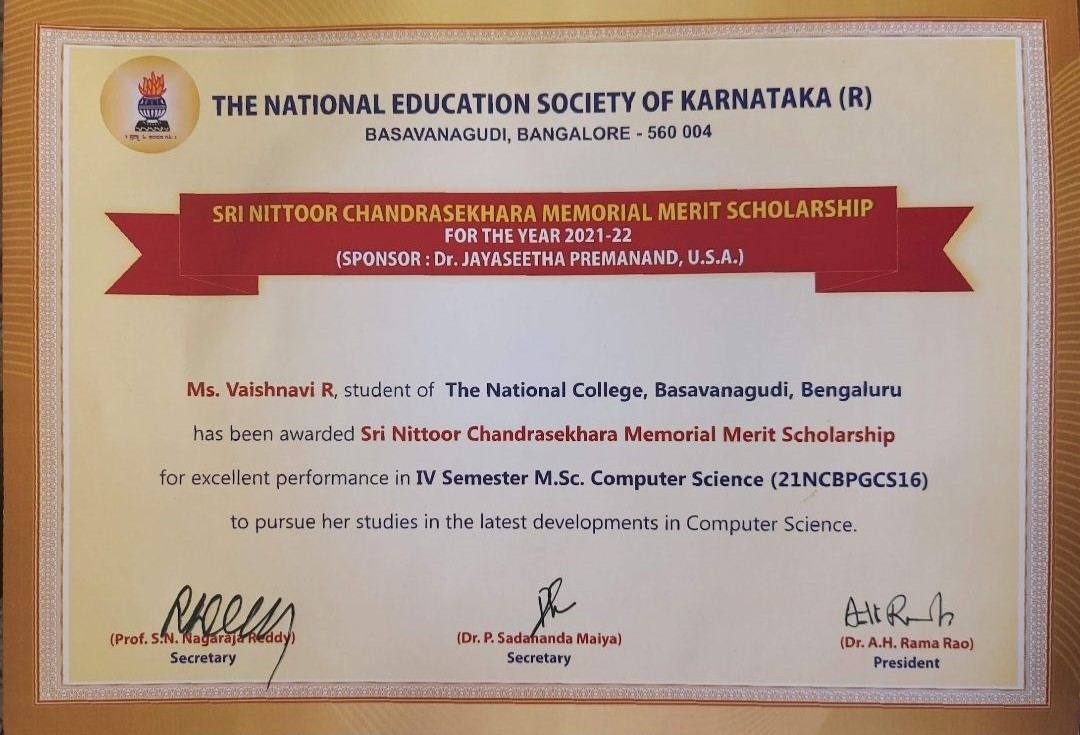 THE NATIONAL EDUCATION SOCIETY OF KARNATAKA (R)
BASAVANAGUDI, BANGALORE - 560 004
SRI NITTOOR CHANDRASEKHARA MEMORIAL MERIT SCHOLARSHIP
FOR THE YEAR 2021-22
(SPONSOR : Dr. JAYASEETHA PREMANAND, U.S.A.)
Ms. Vaishnavi R, student of The National College, Basavanagudi, Bengaluru
has been awarded Sri Nittoor Chandrasekhara Memorial Merit Scholarship
for excellent performance in IV Semester M.Sc. Computer Science (21NCBPGCS16)
to pursue her studies in the latest developments in Computer Science.
(Prof. S.N. Nagaraja Reddy)
Secretary
(Dr. P. Sadananda Maiya)
Secretary
(Dr. A.H. Rama Rao)
President